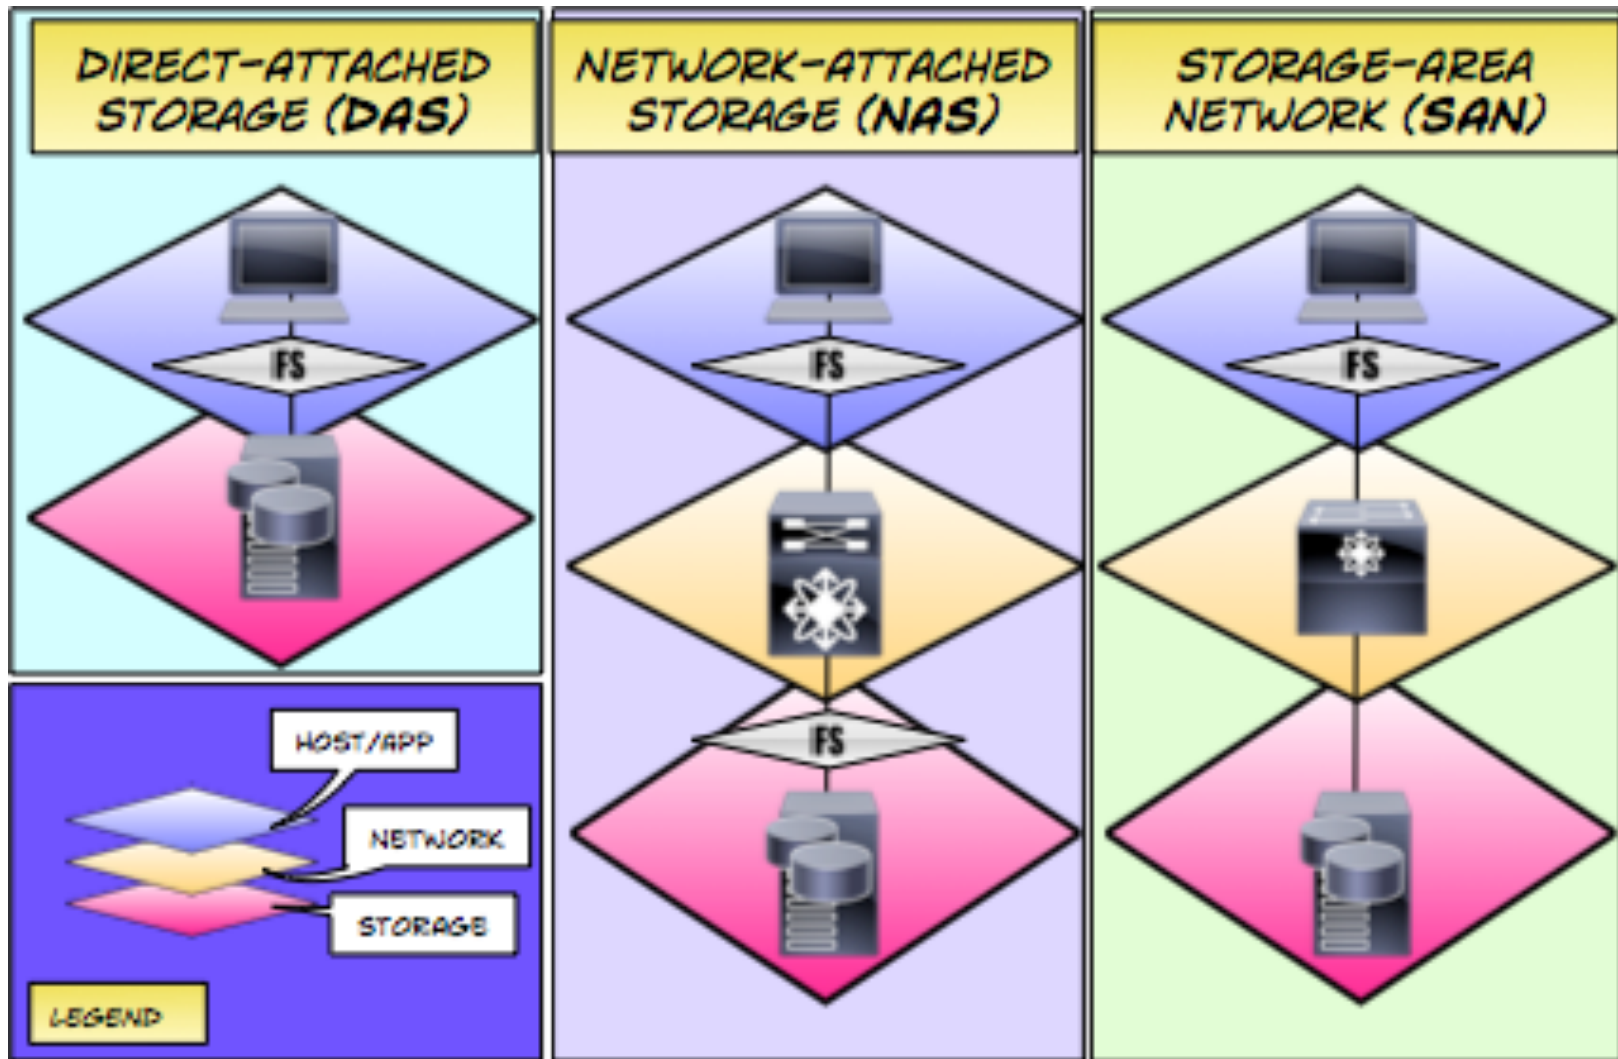 DIRECT-ATTACHED
STORAGE (DAS)
NETWORK-ATTACHED
STORAGE (NAS)
STORAGE-AREA
NETWORK (SAN)
FS
FS
FS
FS
HOST/APP
NETWORK
STORAGE
LEGEND